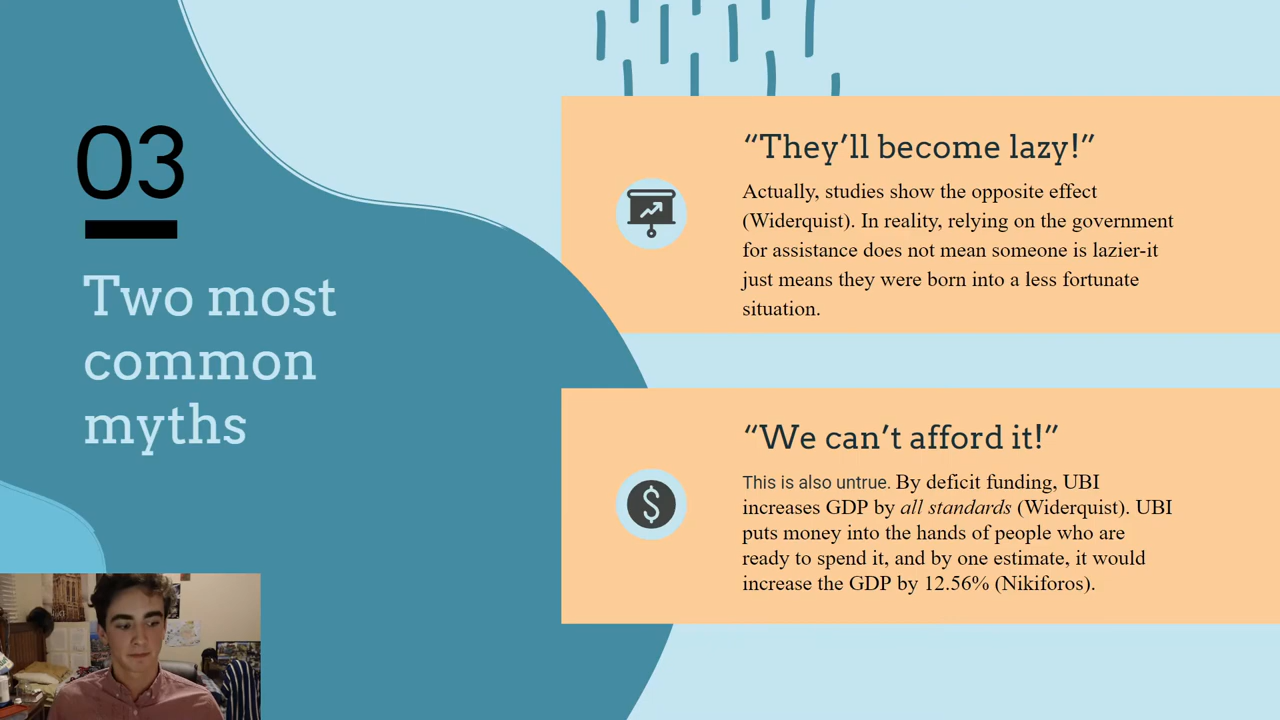 03
Two most
common
myths
“They’ll become lazy!”
Actually, studies show the opposite effect
(Widerquist). In reality, relying on the government
for assistance does not mean someone is lazier-it
just means they were born into a less fortunate
situation.
“We can’t afford it!”
This is also untrue. By deficit funding, UBI
increases GDP by all standards (Widerquist). UBI
puts money into the hands of people who are
ready to spend it, and by one estimate, it would
increase the GDP by 12.56% (Nikiforos).
$